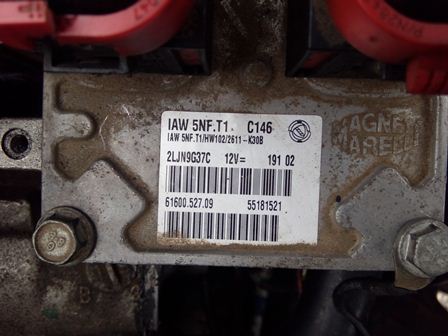 IAW 5NF.T1 C146
IAW 5NF.T1/HW102/2611-K30B
MAGNETI
MARELLI
2LJN9G37C 12V= 191 02
61600.527.09 55181521